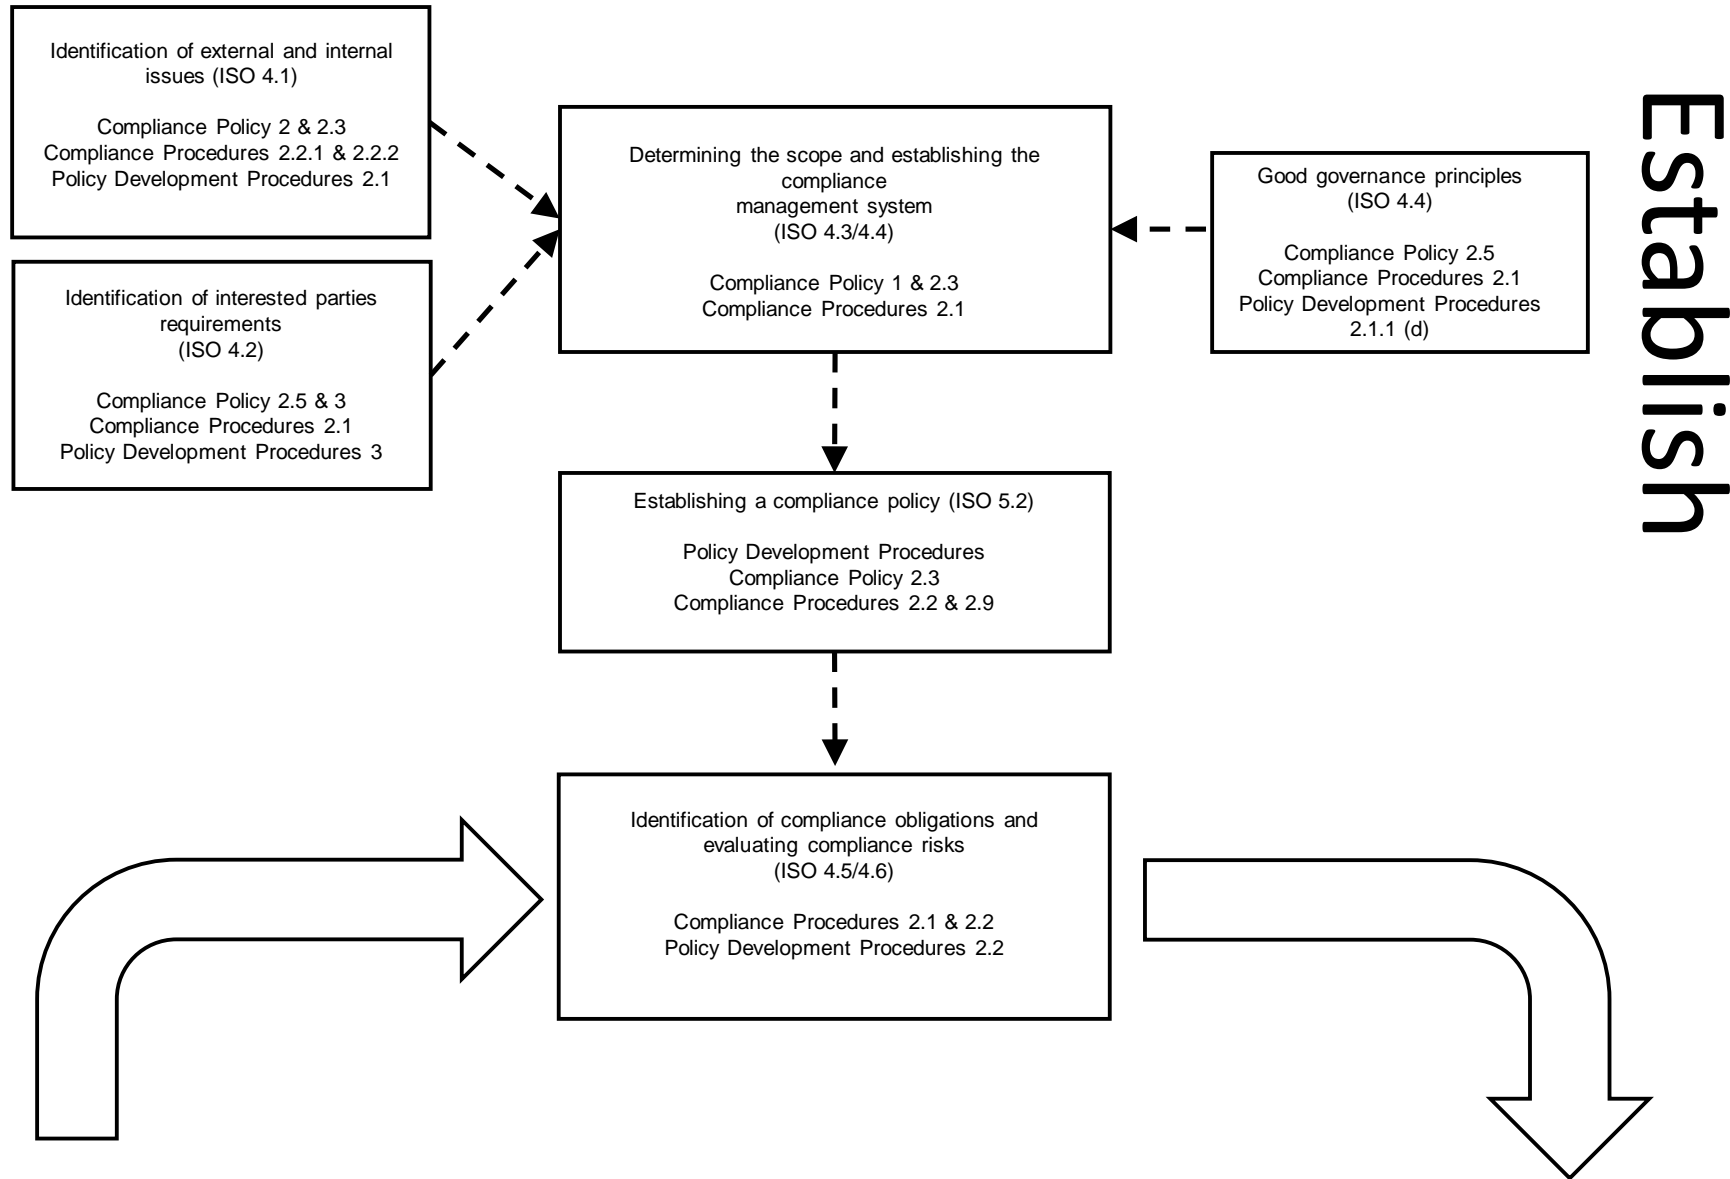 Identification of external and internal
issues (ISO 4.1)
Compliance Policy 2 & 2.3
Compliance Procedures 2.2.1 & 2.2.2
Policy Development Procedures 2.1
Identification of interested parties
requirements
(ISO 4.2)
Compliance Policy 2.5 & 3
Compliance Procedures 2.1
Policy Development Procedures 3
Determining the scope and establishing the
compliance
management system
(ISO 4.3/4.4)
Compliance Policy 1 & 2.3
Compliance Procedures 2.1
Good governance principles
(ISO 4.4)
Compliance Policy 2.5
Compliance Procedures 2.1
Policy Development Procedures
2.1.1 (d)
Establish
Establishing a compliance policy (ISO 5.2)
Policy Development Procedures
Compliance Policy 2.3
Compliance Procedures 2.2 & 2.9
Identification of compliance obligations and
evaluating compliance risks
(ISO 4.5/4.6)
Compliance Procedures 2.1 & 2.2
Policy Development Procedures 2.2